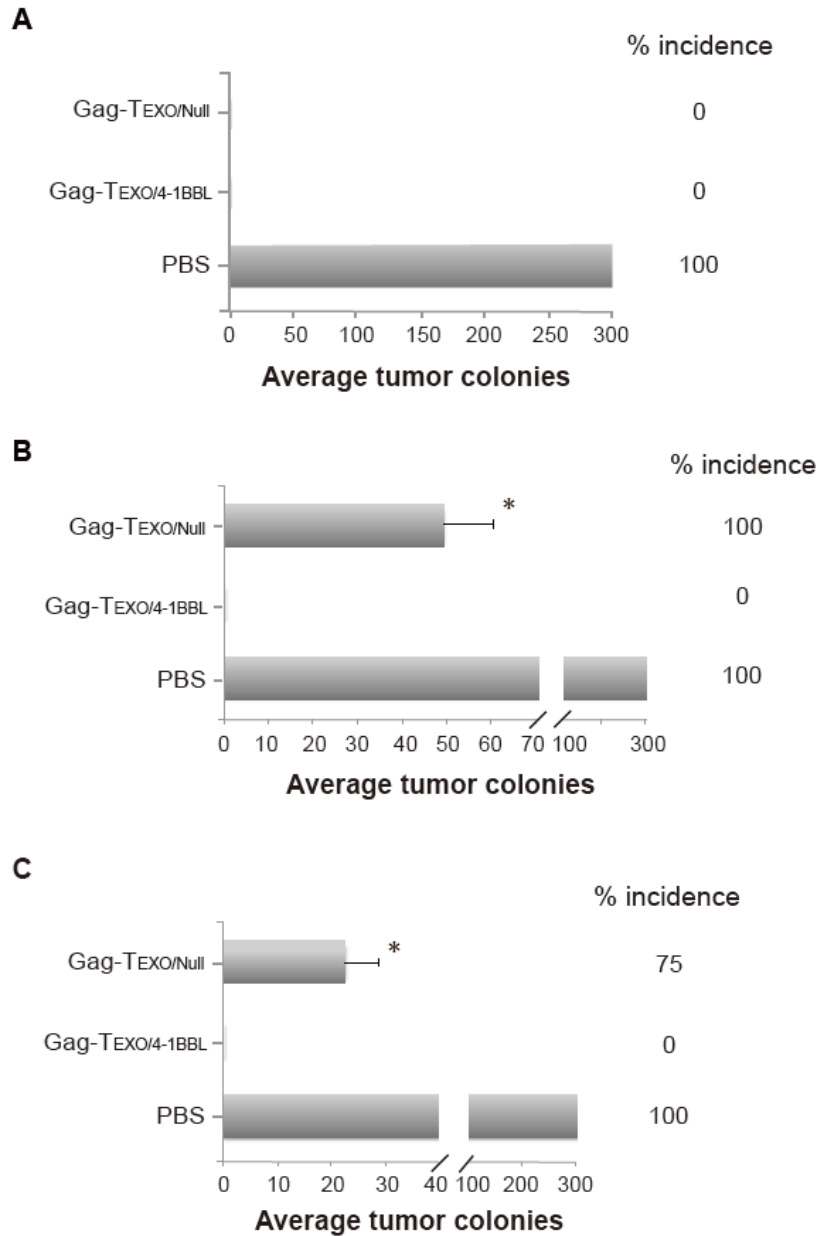 A
% incidence
Gag-TEXO/Null 0
Gag-TEXO/4-1BBL 0
PBS 100
0 50 100 150 200 250 300
Average tumor colonies
B
% incidence
* 
Gag-TEXO/Null 100
Gag-TEXO/4-1BBL 0
PBS 100
0 10 20 30 40 50 60 70 100 300
Average tumor colonies
C
% incidence
*
Gag-TEXO/Null 75
Gag-TEXO/4-1BBL 0
PBS 100
0 10 20 30 40 100 200 300
Average tumor colonies